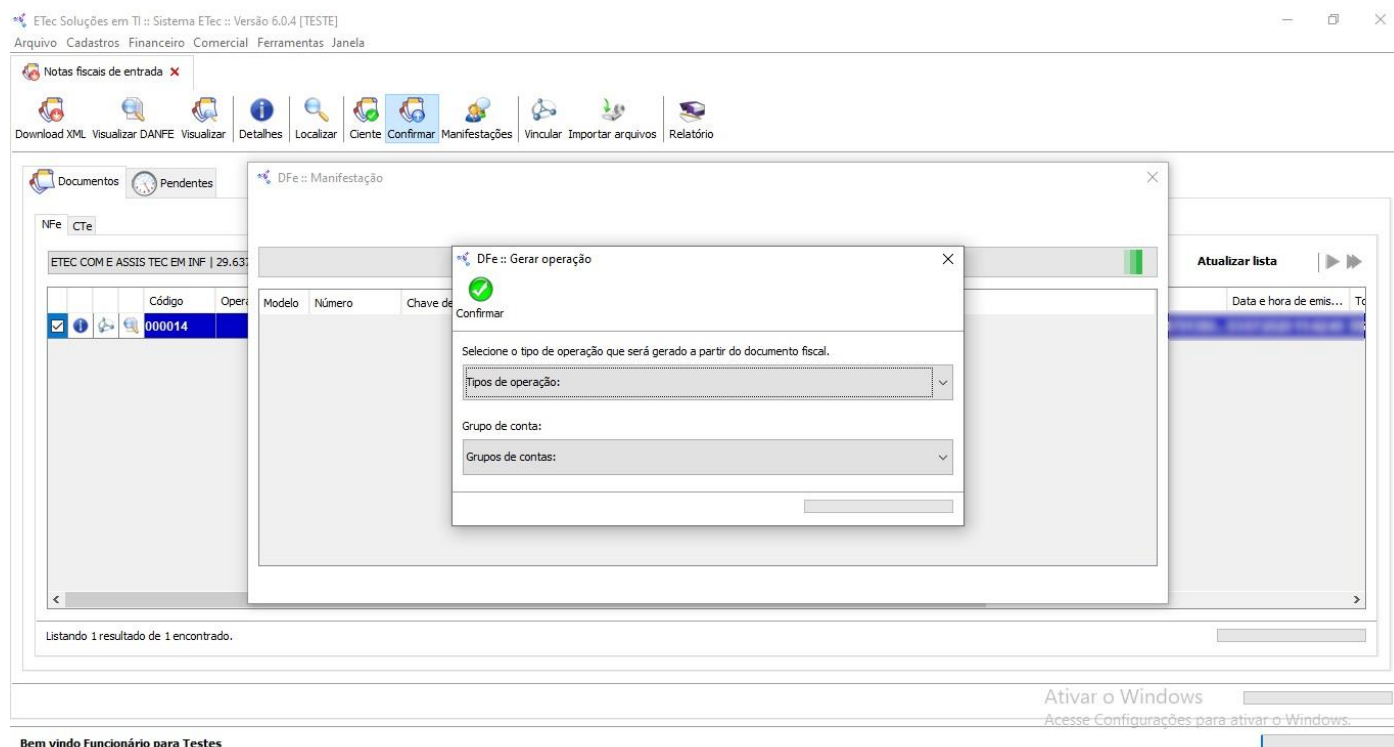 ETec Soluções em TI :: Sistema ETec :: Versão 6.0.4 [TESTE]
Arquivo Cadastros Financeiro Comercial Ferramentas Janela
Notas fiscais de entrada
Download XML Visualizar DANFE Visualizar Detalhes Localizar Ciente Confirmar Manifestações Vincular Importar arquivos Relatório
Documentos Pendentes
DFe :: Manifestação
NFe CTe
ETEC COM E ASSIS TEC EM INF | 29.637
DFe :: Gerar operação
Atualizar lista
Código Opera
Modelo Número Chave de
Data e hora de emis... To
Confirmar
000014
Selecione o tipo de operação que será gerado a partir do documento fiscal.
Tipos de operação:
Grupo de conta:
Grupos de contas:
Listando 1 resultado de 1 encontrado.
Ativar o Windows
Acesse Configurações para ativar o Windows.
Bem vindo Funcionário para Testes